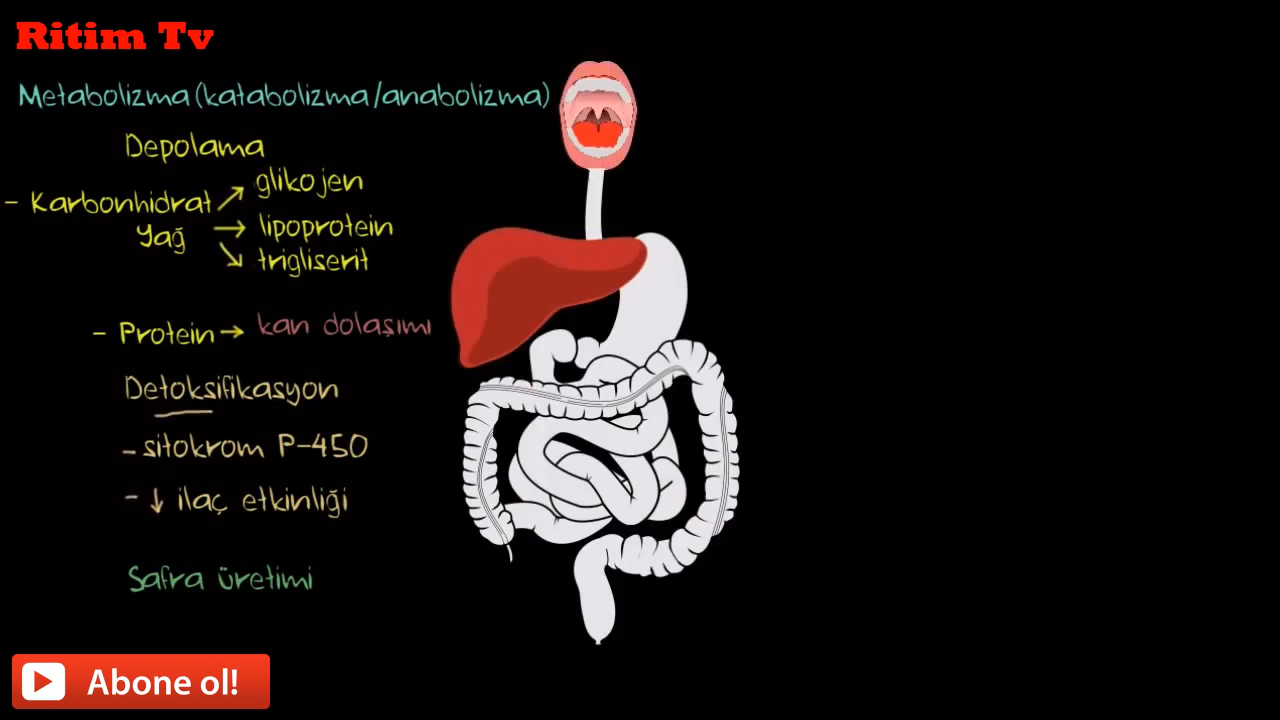 Ritim Tv
Metabolizma (katabolizma/anabolizma)
Depolama
- Karbonhidrat → glikojen
Yağ → lipoprotein
→ trigliserit
- Protein → kan dolaşımı
Detoksifikasyon
- sitokrom P-450
- ↓ ilaç etkinliği
Safra üretimi
Abone ol!